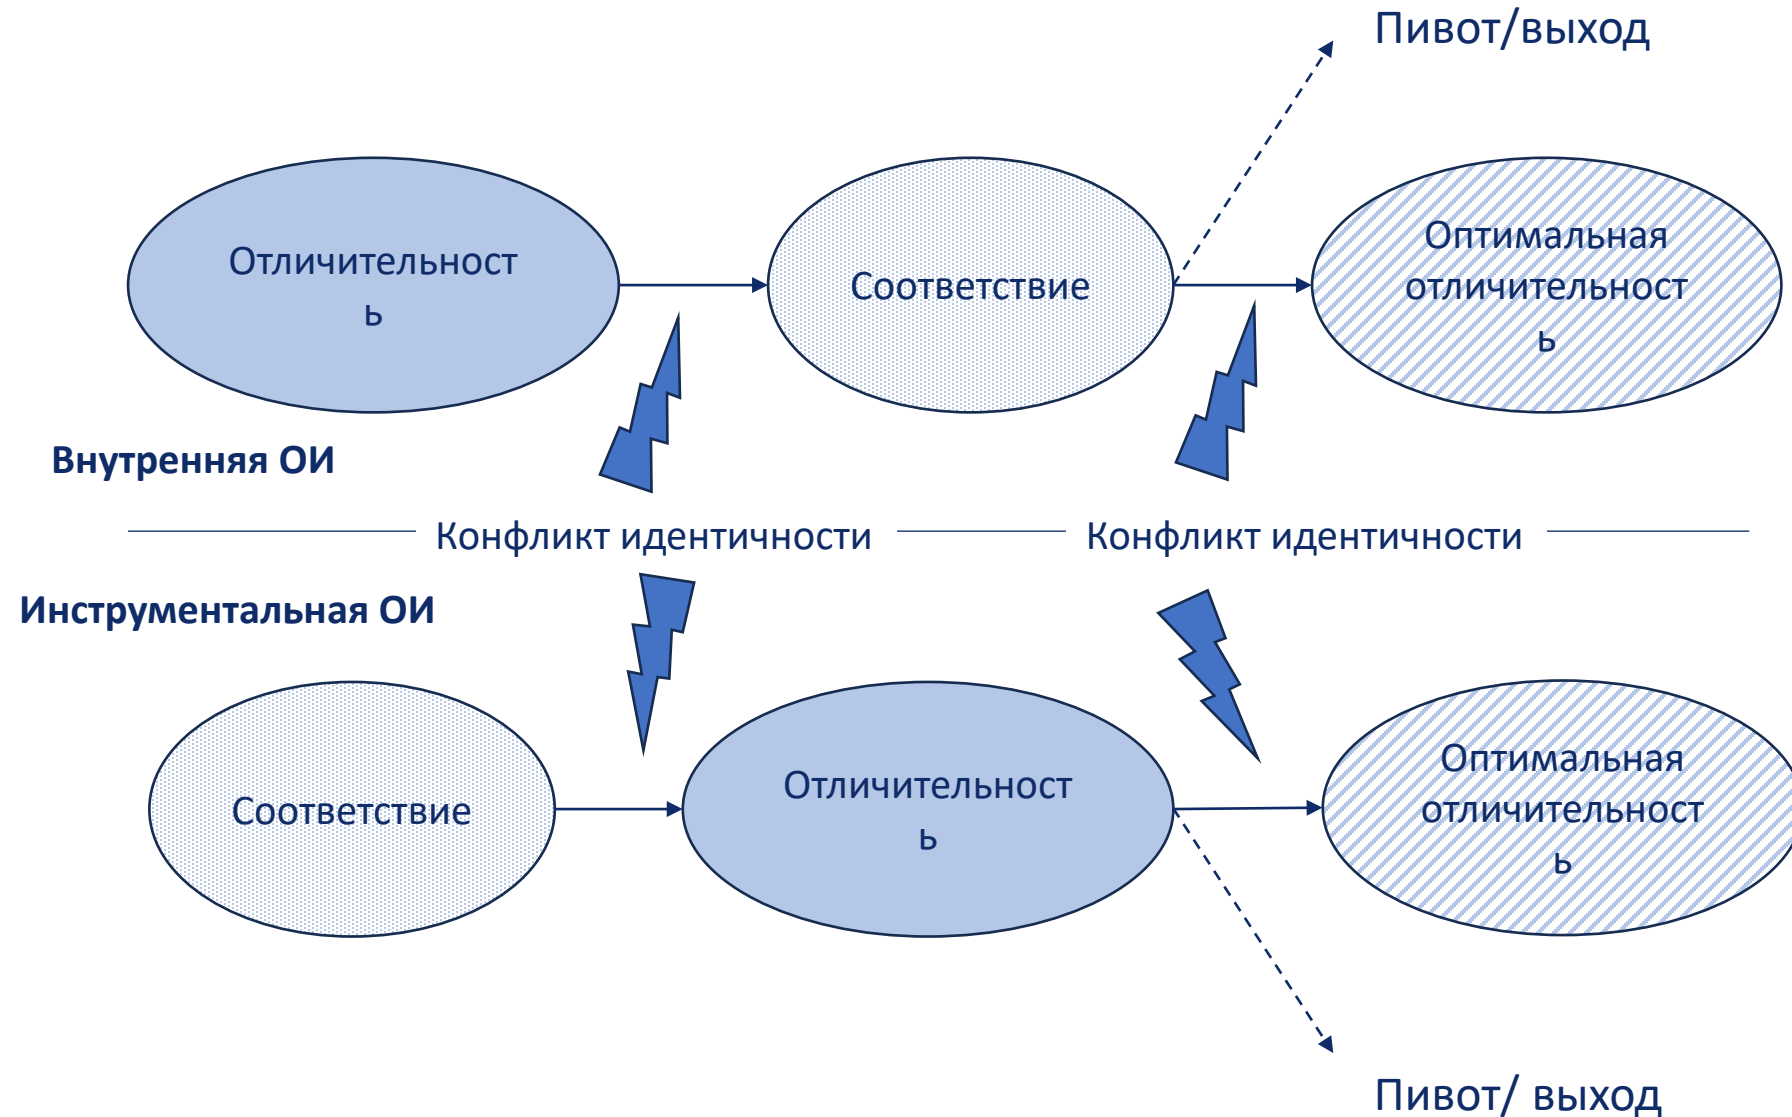 Пивот/выход
Отличительност
ь
Соответствие
Оптимальная
отличительност
ь
Внутренняя ОИ
Конфликт идентичности
Конфликт идентичности
Инструментальная ОИ
Соответствие
Отличительност
ь
Оптимальная
отличительност
ь
Пивот/ выход